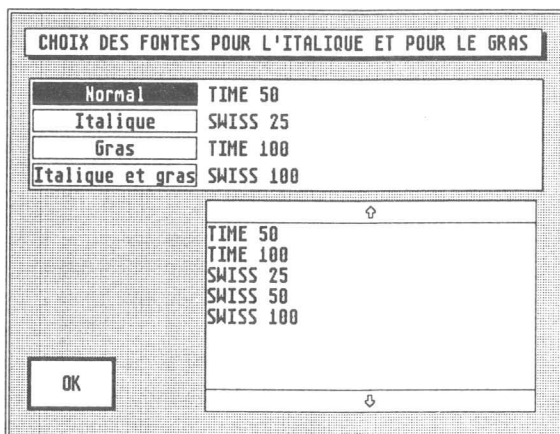 CHOIX DES FONTES POUR L'ITALIQUE ET POUR LE GRAS
Normal TIME 50
Italique SWISS 25
Gras TIME 100
Italique et gras SWISS 100
TIME 50
TIME 100
SWISS 25
SWISS 50
SWISS 100
OK